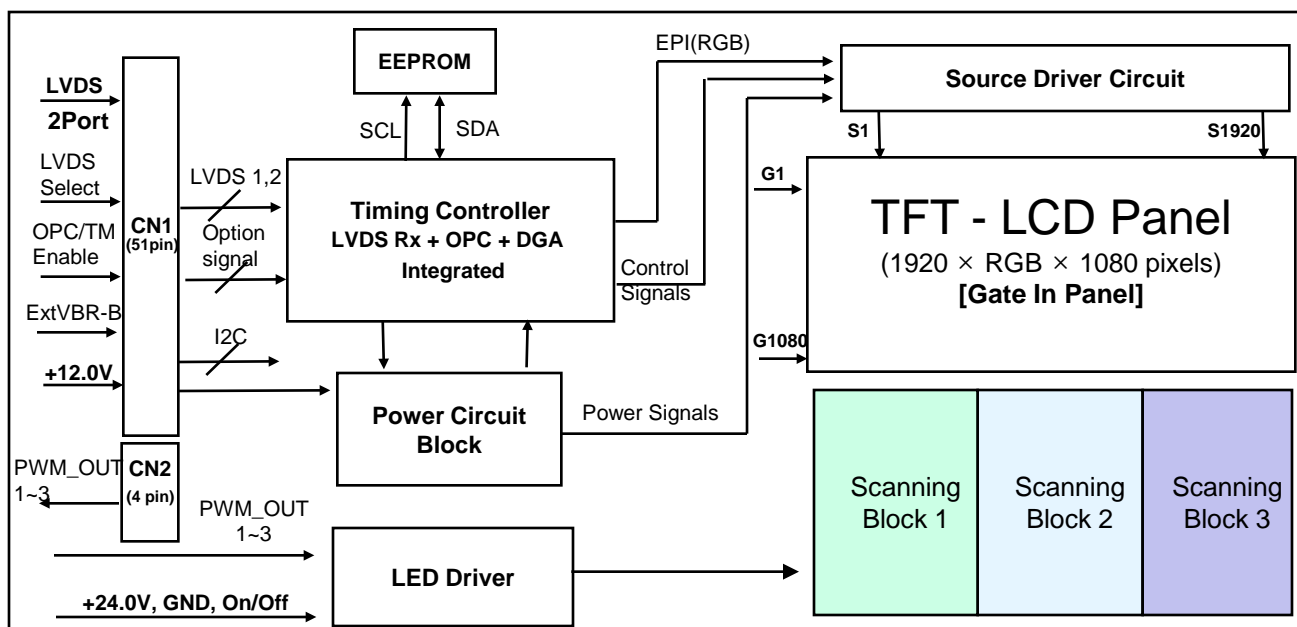 LVDS
2Port
LVDS
Select
OPC/TM
Enable
ExtVBR-B
+12.0V
CN1
(51pin)
LVDS 1,2
Option
signal
I2C
EEPROM
SCL
SDA
Timing Controller
LVDS Rx + OPC + DGA
Integrated
Power Circuit
Block
EPI(RGB)
Control
Signals
Power Signals
Source Driver Circuit
S1
S1920
G1
G1080
TFT - LCD Panel
(1920 × RGB × 1080 pixels)
[Gate In Panel]
PWM_OUT
1~3
CN2
(4 pin)
PWM_OUT
1~3
+24.0V, GND, On/Off
LED Driver
Scanning
Block 1
Scanning
Block 2
Scanning
Block 3